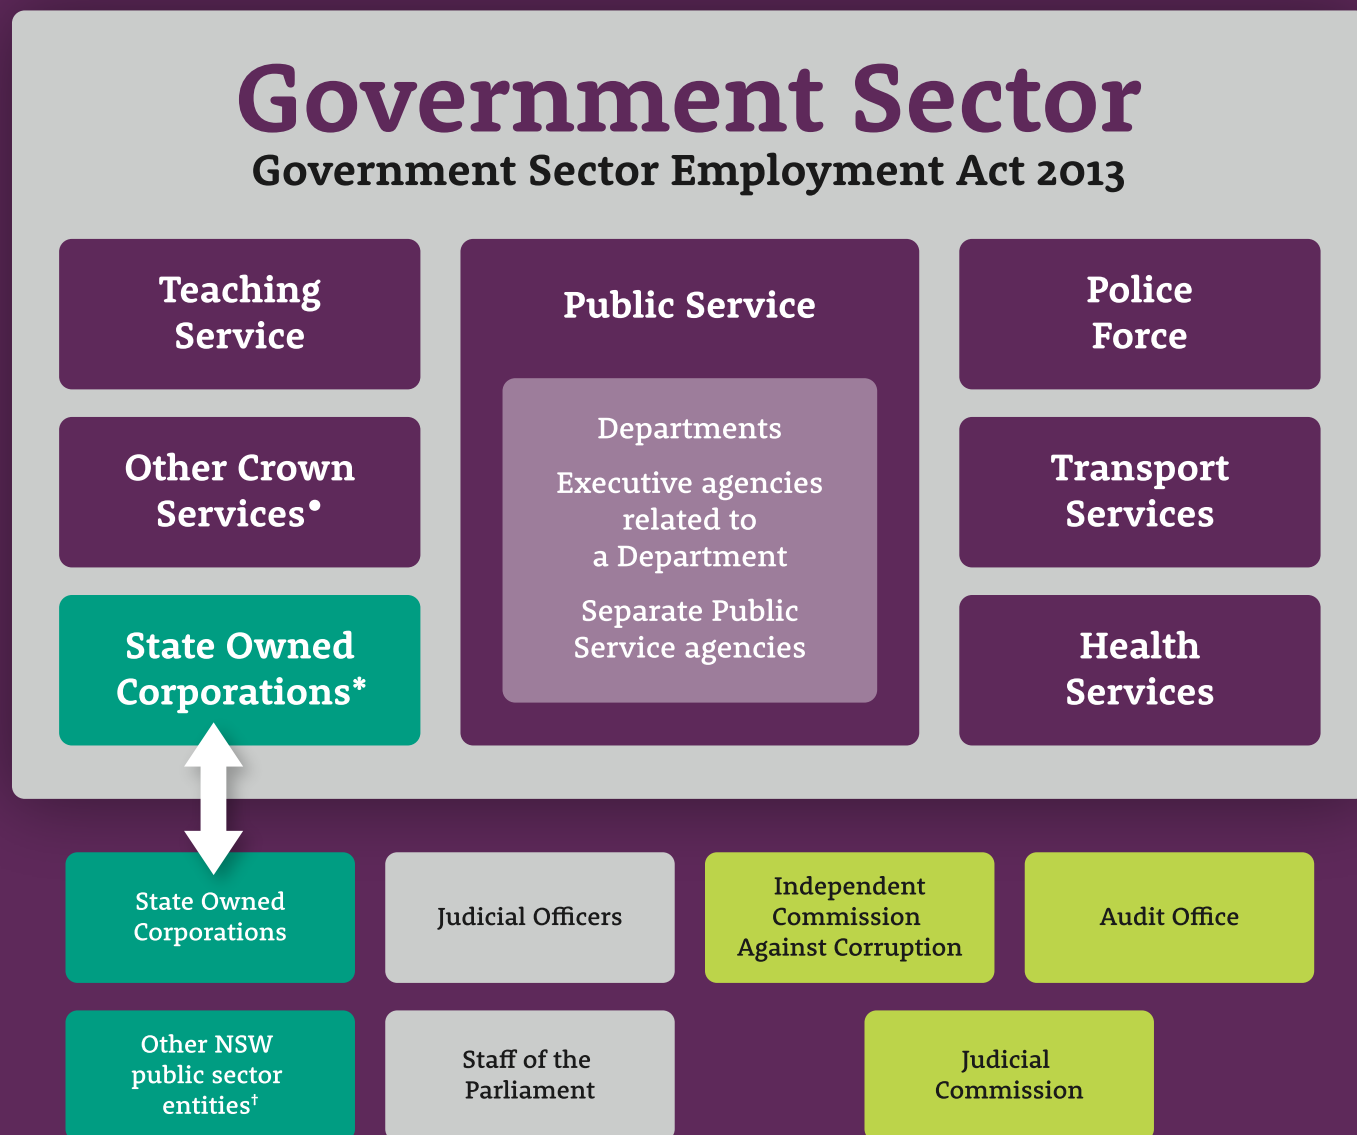 Government Sector
Government Sector Employment Act 2013
Teaching
Service
Other Crown
Services•
State Owned
Corporations*
Public Service
Departments
Executive agencies
related to
a Department
Separate Public
Service agencies
Police
Force
Transport
Services
Health
Services
State Owned
Corporations
Judicial Officers
Independent
Commission
Against Corruption
Audit Office
Other NSW
public sector
entities†
Staff of the
Parliament
Judicial
Commission